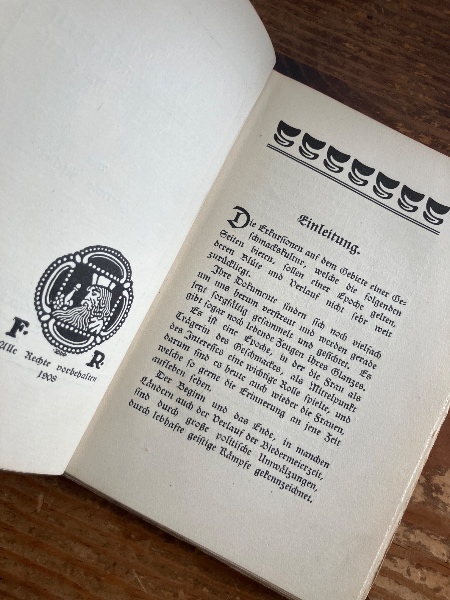 F R
Alle Rechte vorbehalten
1908
Einleitung.
Die Exkursionen auf dem Gebiete einer Ge-
schmackskultur, welche die folgenden
Seiten bieten, sollen einer Epoche gelten,
deren Blüte und Verlauf nicht sehr weit
zurückliegt.
Ihre Dokumente finden sich noch vielfach
um uns herum verstreut und werden gerade
jetzt sorgfältig gesammelt und gesichtet. Es
gibt sogar noch lebende Zeugen ihres Glanzes.
Es ist eine Epoche, in der die Frau als
Trägerin des Geschmackes, als Mittelpunkt
des Interesses eine wichtige Rolle spielte, und
darum sind es heute auch wieder die Frauen,
welche so gerne die Erinnerung an jene Zeit
aufleben sehen.
Der Beginn und das Ende, in manchen
Ländern auch der Verlauf der Biedermeierzeit,
sind durch große politische Umwälzungen,
durch lebhafte geistige Kämpfe gekennzeichnet.